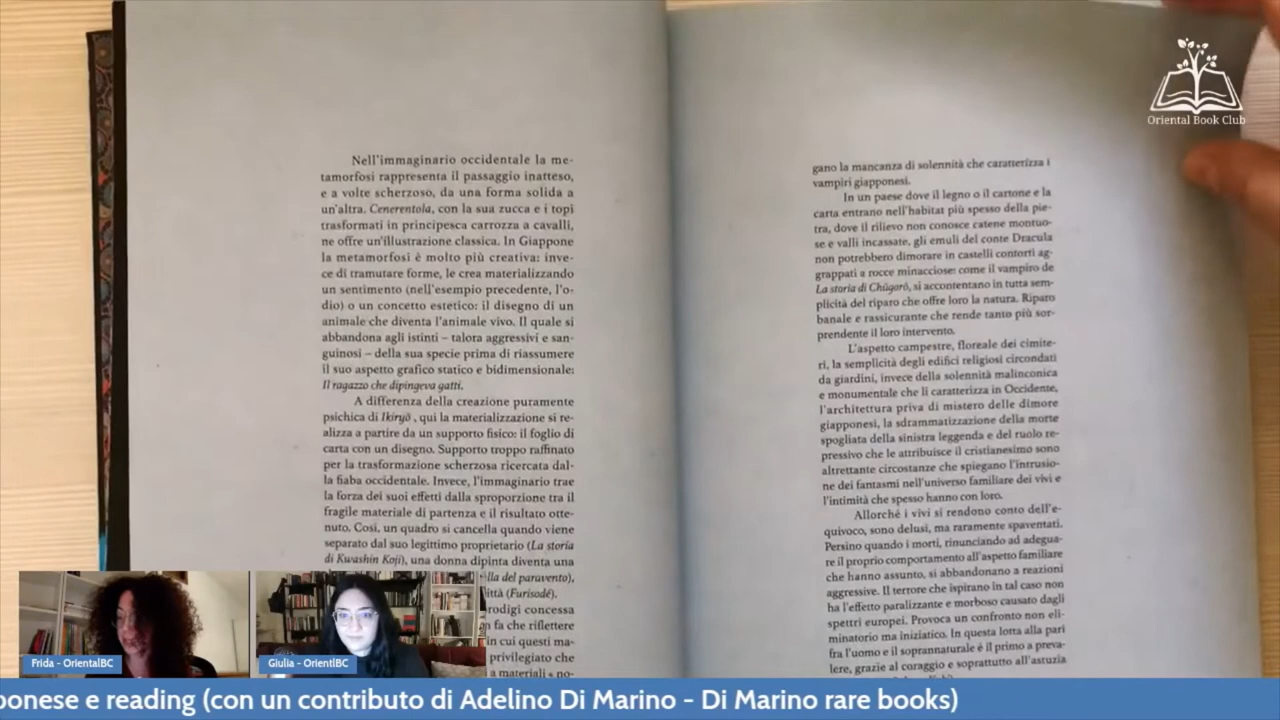 Nell'immaginario occidentale la me-
tamorfosi rappresenta il passaggio inatteso,
e a volte scherzoso, da una forma solida a
un'altra. Cenerentola, con la sua zucca e i topi
trasformati in principesca carrozza a cavalli,
ne offre un'illustrazione classica. In Giappone
la metamorfosi è molto più creativa: inve-
ce di tramutare forme, le crea materializzando
un sentimento (nell'esempio precedente, l'o-
dio) o un concetto estetico: il disegno di un
animale che diventa l'animale vivo. Il quale si
abbandona agli istinti – talora aggressivi e san-
guinosi – della sua specie prima di riassumere
il suo aspetto grafico statico e bidimensionale:
Il ragazzo che dipingeva gatti.
A differenza della creazione puramente
psichica di Ikiryō, qui la materializzazione si re-
alizza a partire da un supporto fisico: il foglio di
carta con un disegno. Supporto troppo raffinato
per la trasformazione scherzosa ricercata dal-
la fiaba occidentale. Invece, l'immaginario trae
la forza dei suoi effetti dalla sproporzione tra il
fragile materiale di partenza e il risultato otte-
nuto. Così, un quadro si cancella quando viene
separato dal suo legittimo proprietario (La storia
di Kwashin Koji), una donna dipinta diventa una
lla del paravento),
ittà (Furisodé).
rodigi concessa
n fa che riflettere
in cui questi ma-
privilegiato che
a materiali « no-
gano la mancanza di solennità che caratterizza i
vampiri giapponesi.
In un paese dove il legno o il cartone e la
carta entrano nell'habitat più spesso della pie-
tra, dove il rilievo non conosce catene montuo-
se e valli incassate, gli emuli del conte Dracula
non potrebbero dimorare in castelli contorti ag-
grappati a rocce minacciose: come il vampiro de
La storia di Chūgorō, si accontentano in tutta sem-
plicità del riparo che offre loro la natura. Riparo
banale e rassicurante che rende tanto più sor-
prendente il loro intervento.
L'aspetto campestre, floreale dei cimite-
ri, la semplicità degli edifici religiosi circondati
da giardini, invece della solennità malinconica
e monumentale che li caratterizza in Occidente,
l'architettura priva di mistero delle dimore
giapponesi, la sdrammatizzazione della morte
spogliata della sinistra leggenda e del ruolo re-
pressivo che le attribuisce il cristianesimo sono
altrettante circostanze che spiegano l'intrusio-
ne dei fantasmi nell'universo familiare dei vivi e
l'intimità che spesso hanno con loro.
Allorché i vivi si rendono conto dell'e-
quivoco, sono delusi, ma raramente spaventati.
Persino quando i morti, rinunciando ad adegua-
re il proprio comportamento all'aspetto familiare
che hanno assunto, si abbandonano a reazioni
aggressive. Il terrore che ispirano in tal caso non
ha l'effetto paralizzante e morboso causato dagli
spettri europei. Provoca un confronto non eli-
minatorio ma iniziatico. In questa lotta alla pari
fra l'uomo e il soprannaturale è il primo a preva-
lere, grazie al coraggio e soprattutto all'astuzia
Oriental Book Club
Frida - OrientalBC
Giulia - OrientlBC
ponese e reading (con un contributo di Adelino Di Marino - Di Marino rare books)